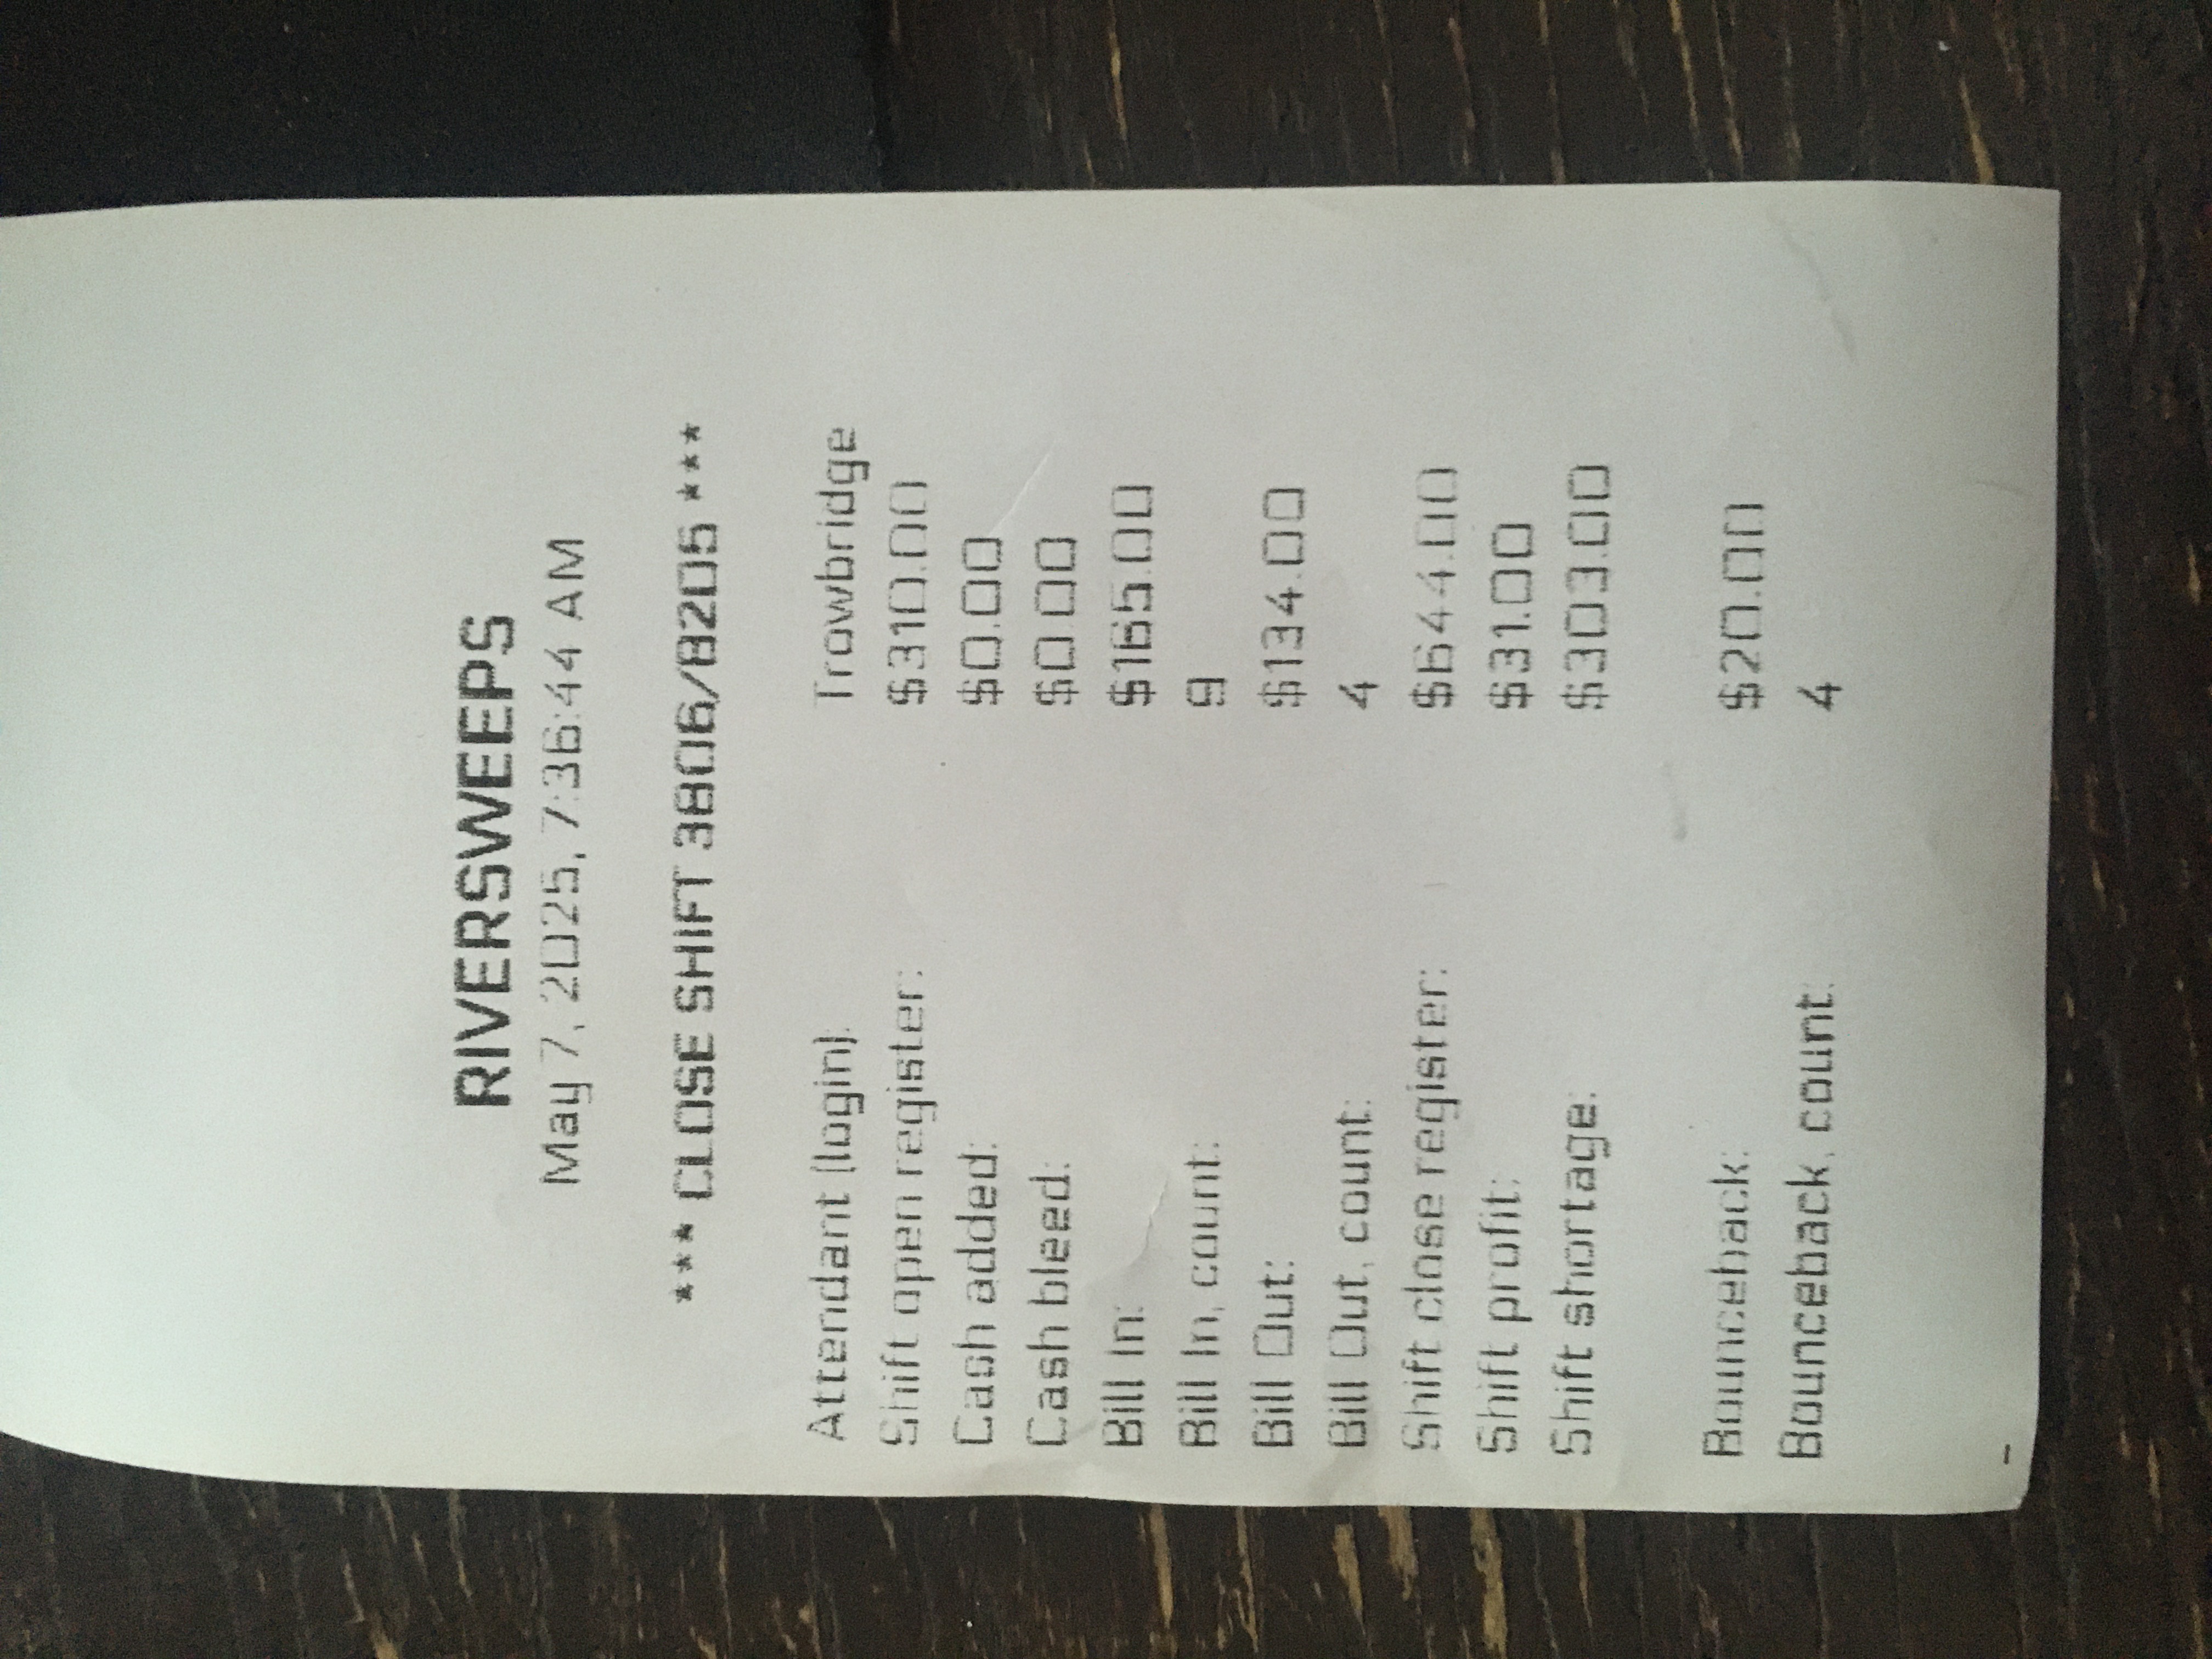 RIVERSWEEPS
May 7, 2025, 7:36:44 AM
*** CLOSE SHIFT 3806/8205 ***
Attendant (login): Trowbridge
Shift open register: $310.00
Cash added: $0.00
Cash bleed: $0.00
Bill In: $165.00
Bill In, count: 9
Bill Out: $134.00
Bill Out, count: 4
Shift close register: $644.00
Shift profit: $31.00
Shift shortage: $303.00
Bounceback: $20.00
Bounceback, count: 4